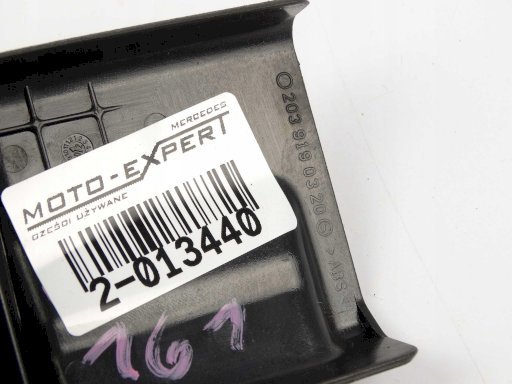 MERCEDES
MOTO-EXPERT
CZĘŚCI UŻYWANE
2-013440
203 919 03 20
>ABS
161